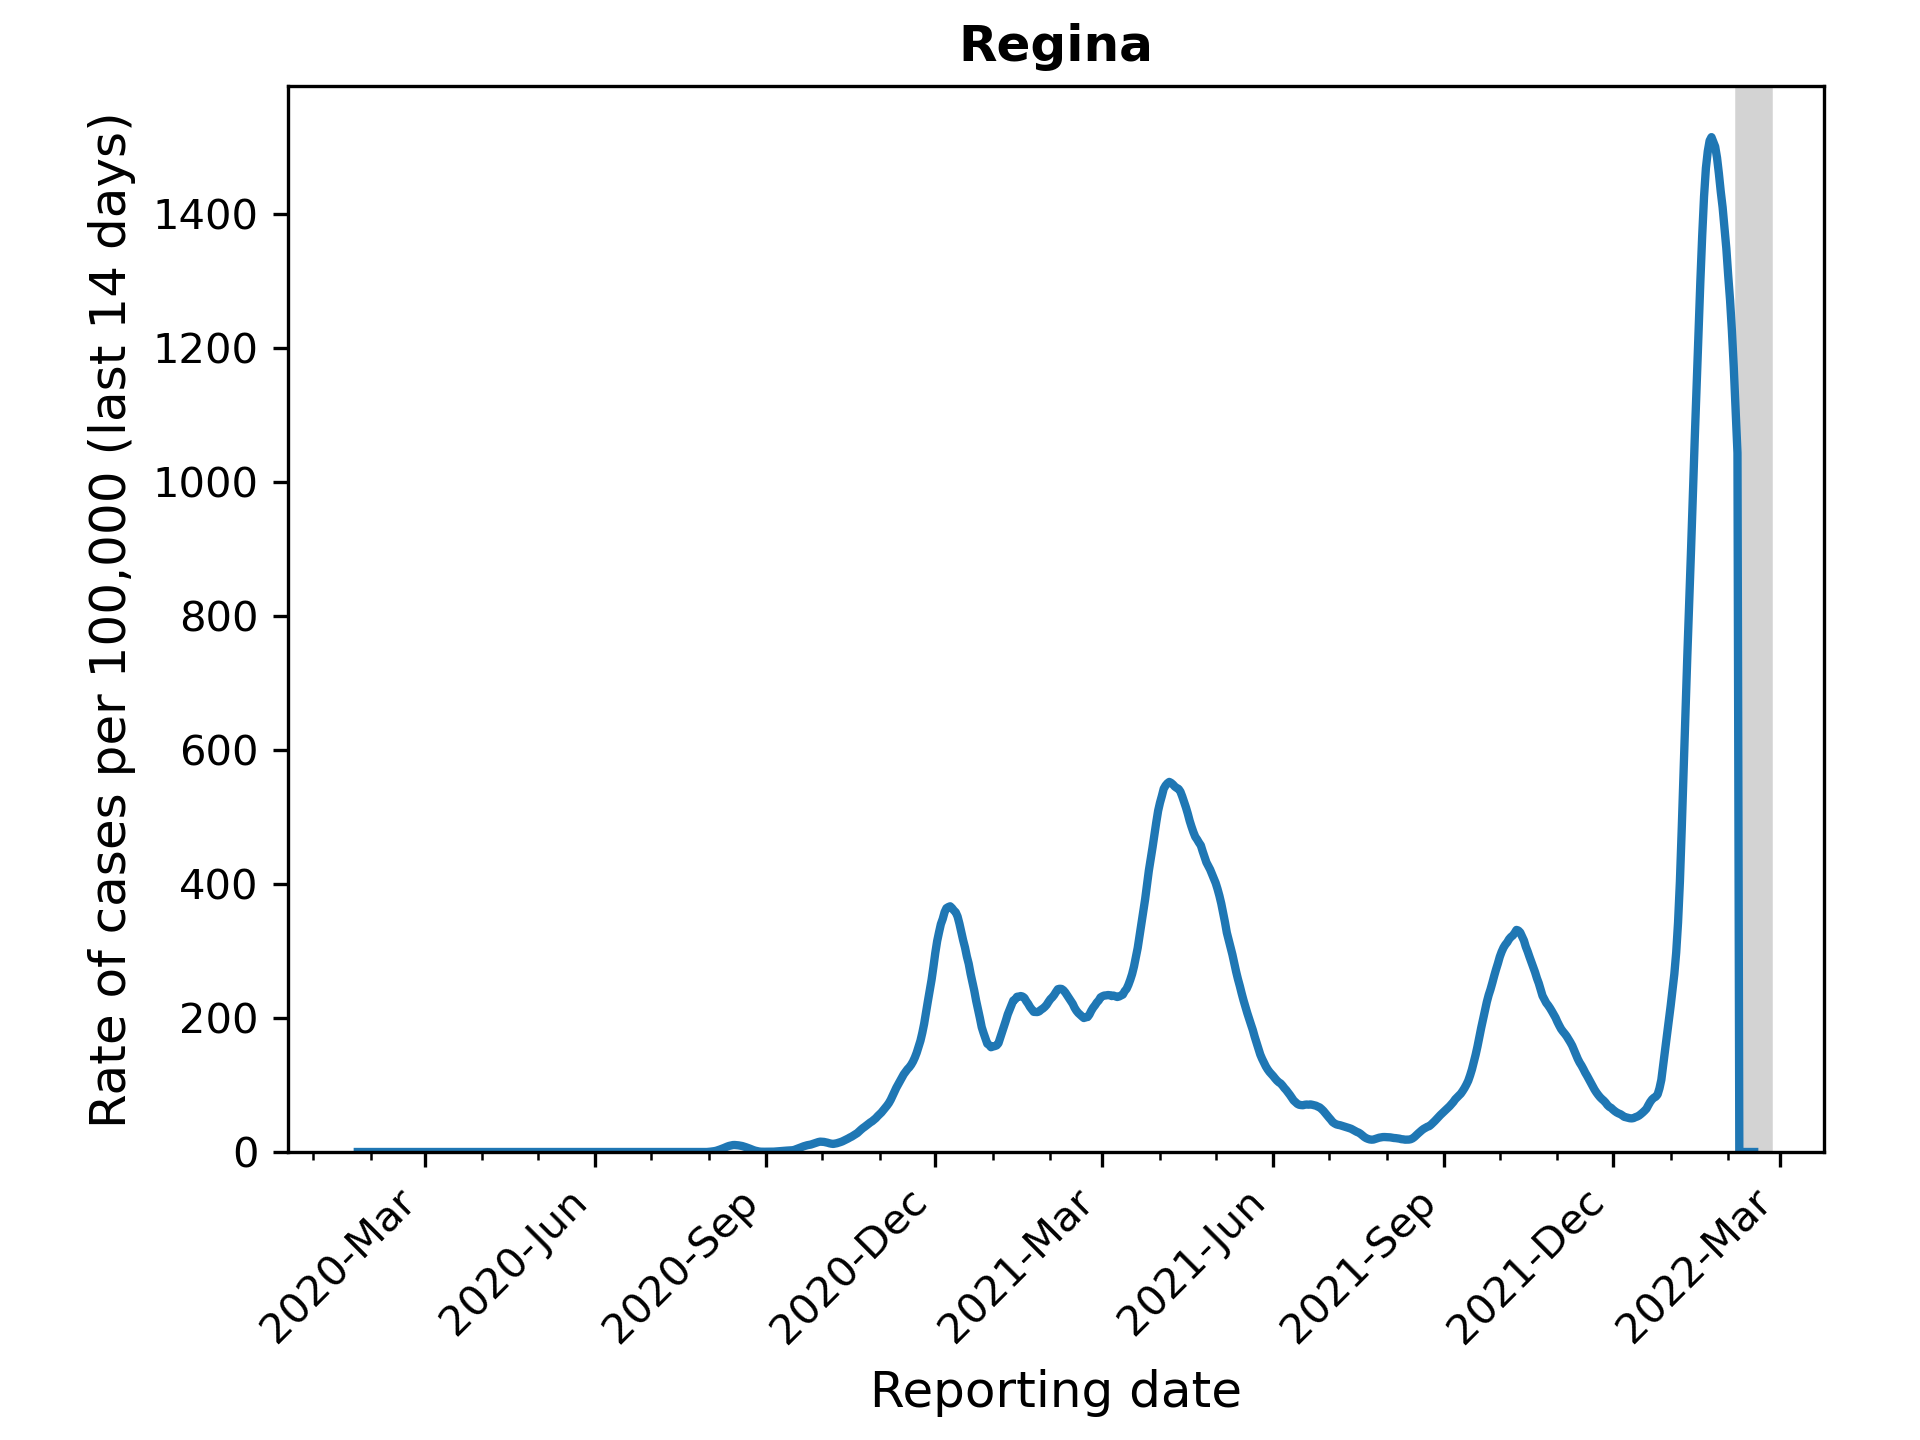 Regina
Rate of cases per 100,000 (last 14 days)
1400
1200
1000
800
600
400
200
0
2020-Mar
2020-Jun
2020-Sep
2020-Dec
2021-Mar
2021-Jun
2021-Sep
2021-Dec
2022-Mar
Reporting date